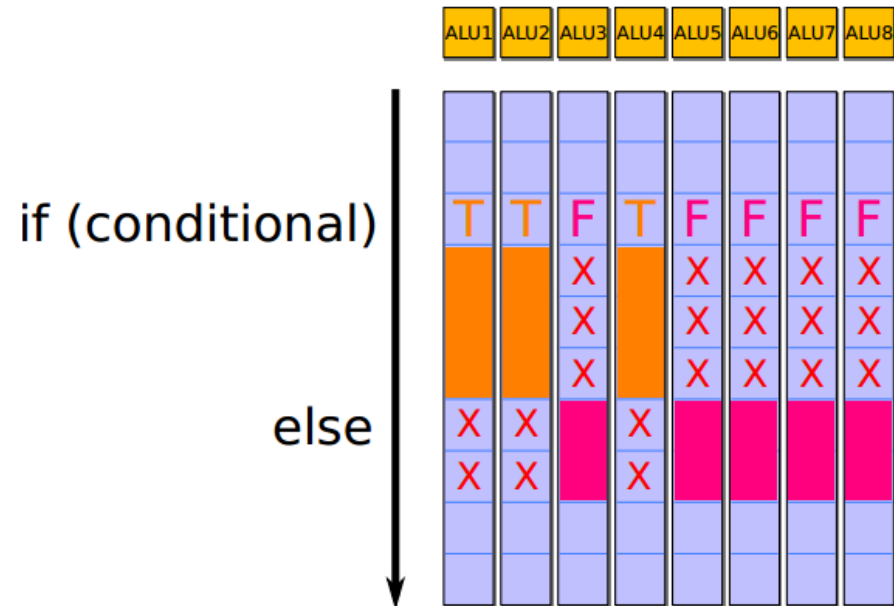 ALU1 ALU2 ALU3 ALU4 ALU5 ALU6 ALU7 ALU8
if (conditional) T T F T F F F F
X X X X X
X X X X X
X X X X X
else X X X
X X X